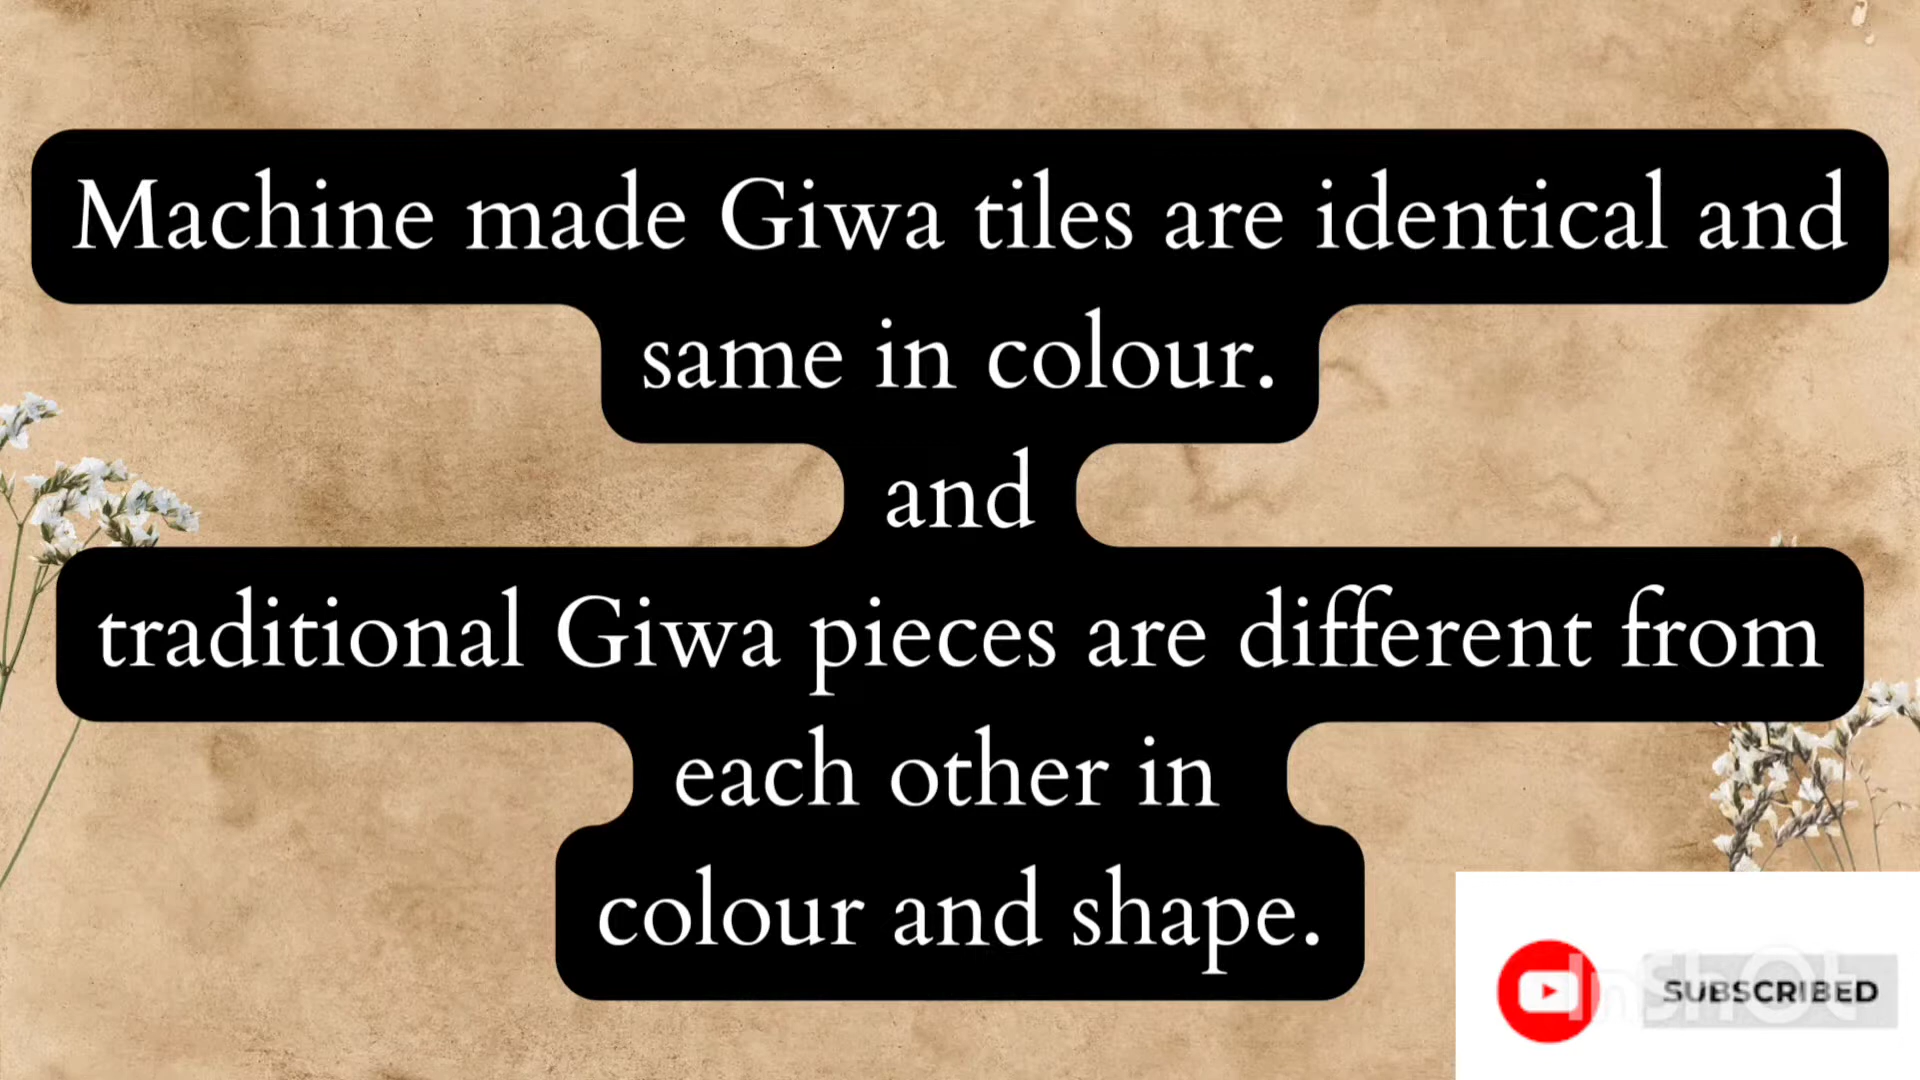 Machine made Giwa tiles are identical and
same in colour.
and
traditional Giwa pieces are different from
each other in
colour and shape.
InShOt
SUBSCRIBED